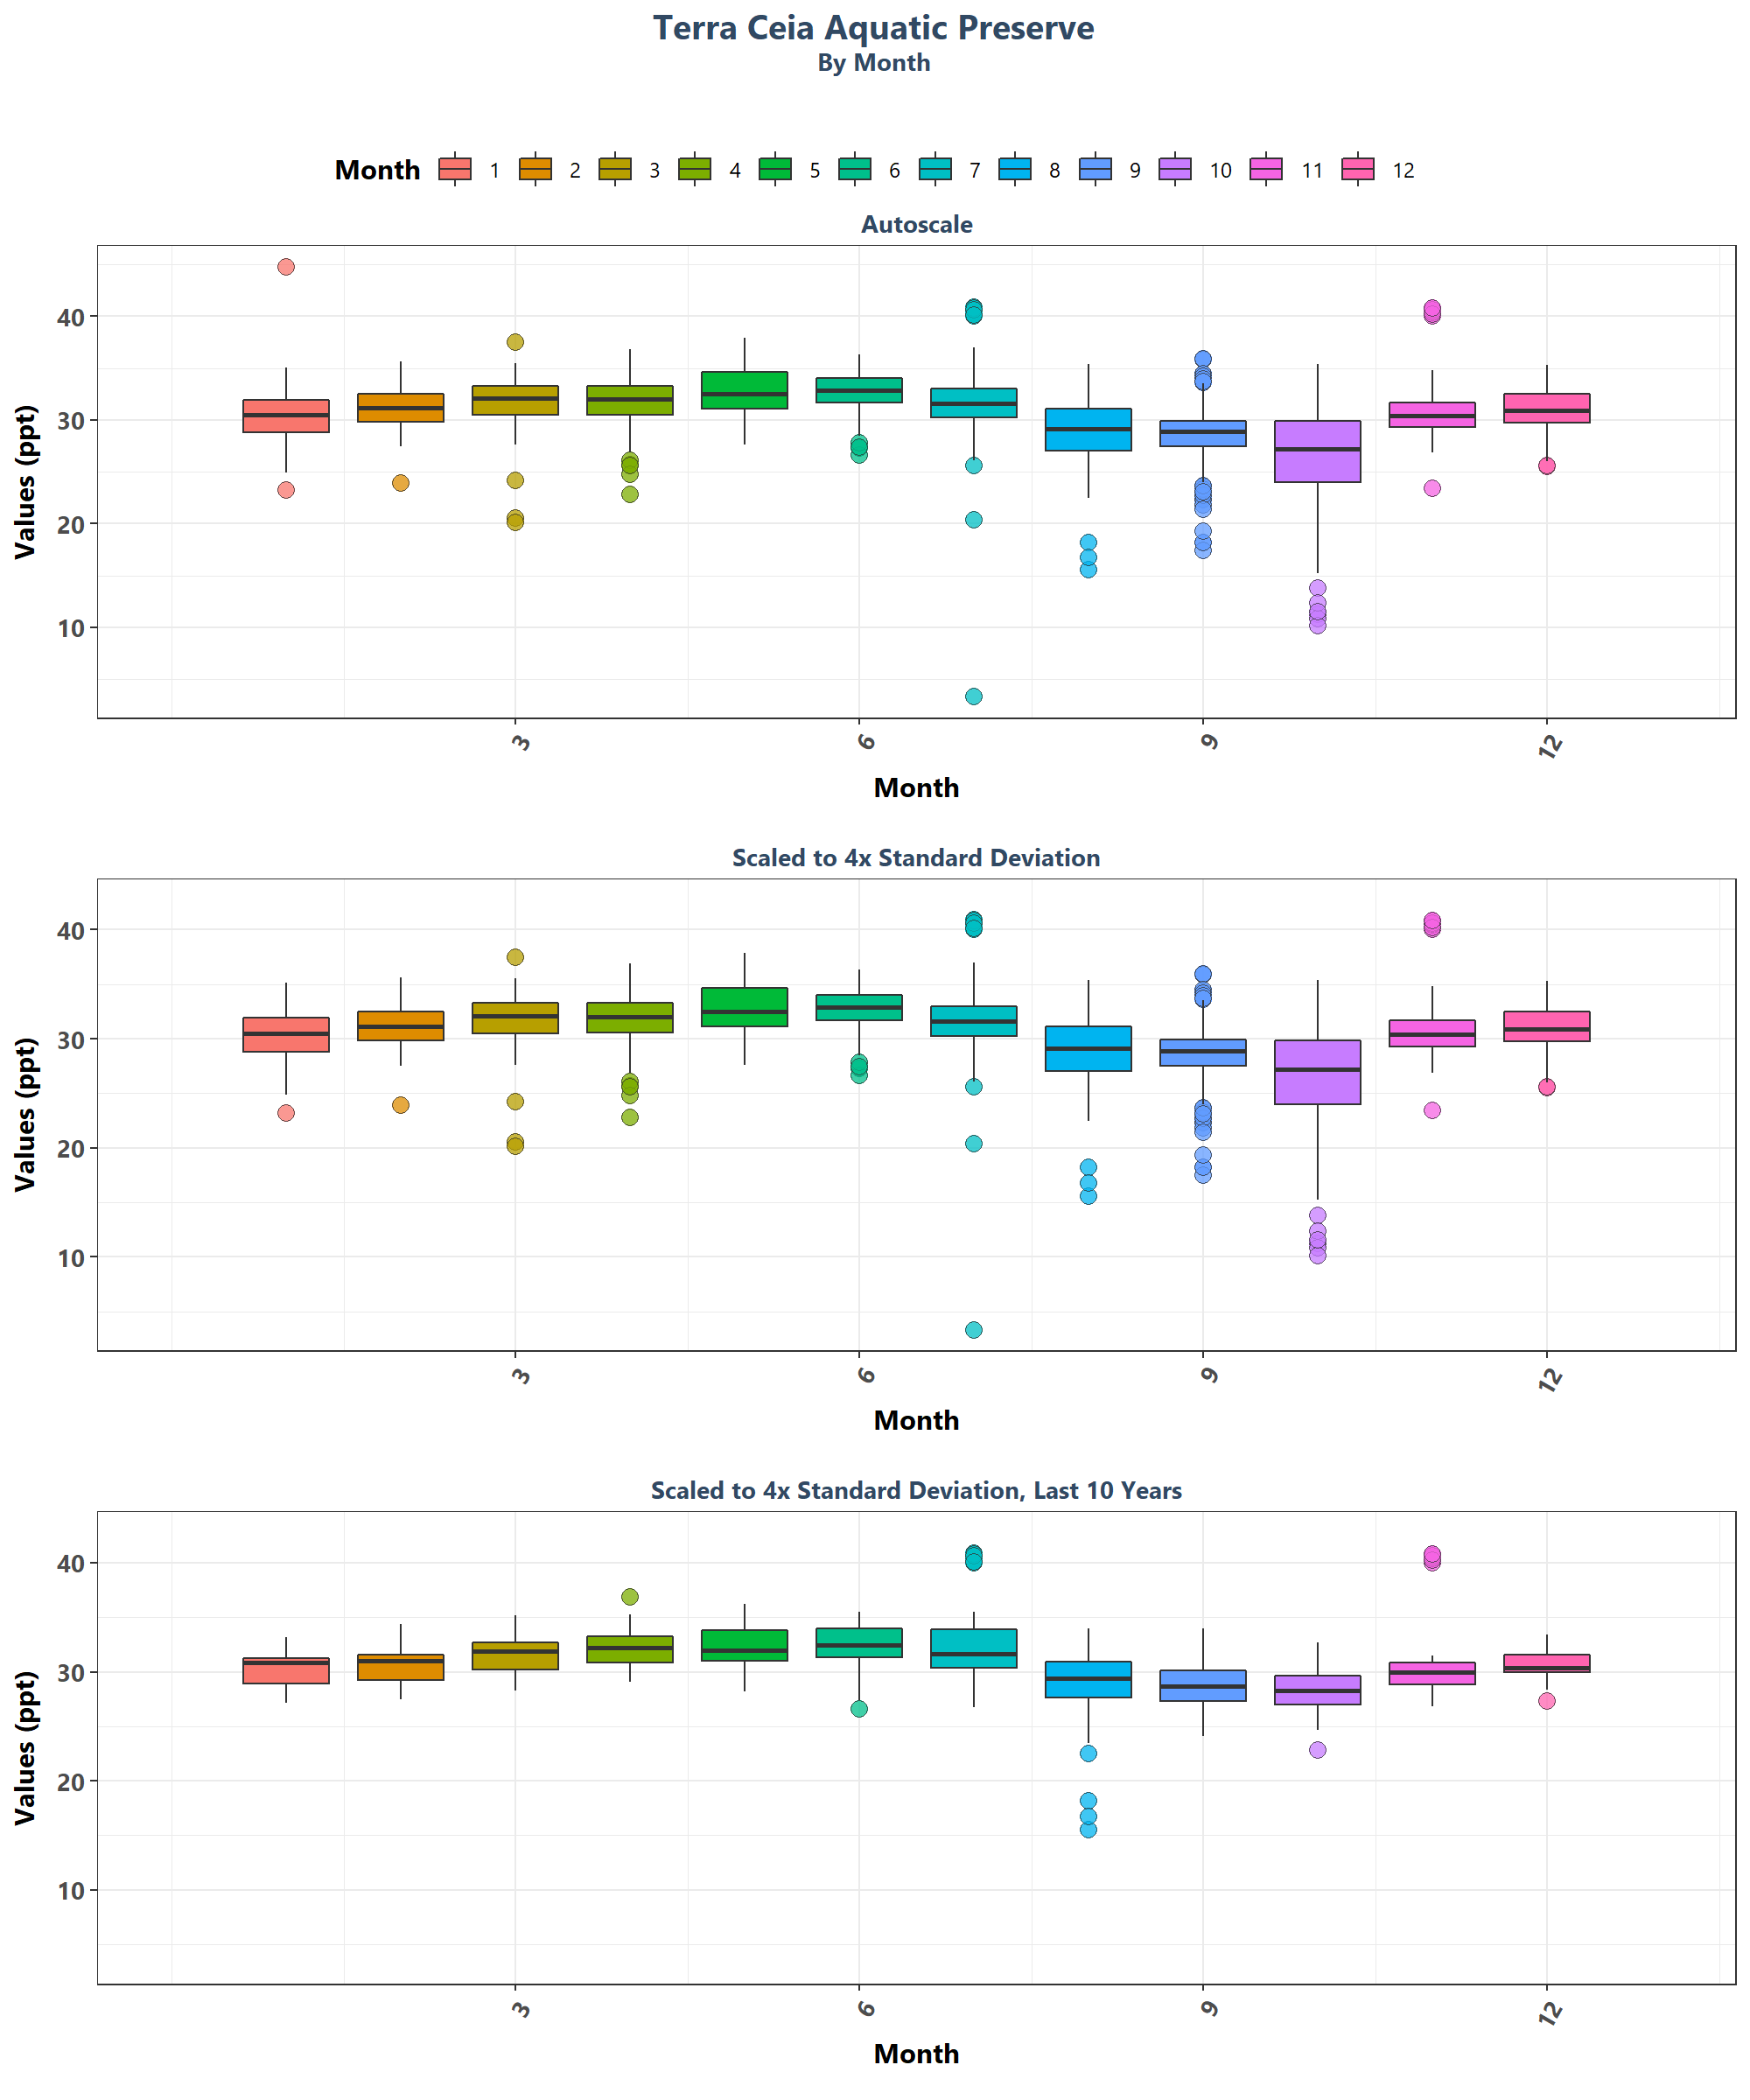 Terra Ceia Aquatic Preserve
By Month
Month 1 2 3 4 5 6 7 8 9 10 11 12
Autoscale
Values (ppt)
40
30
20
10
3 6 9 12
Month
Scaled to 4x Standard Deviation
Values (ppt)
40
30
20
10
3 6 9 12
Month
Scaled to 4x Standard Deviation, Last 10 Years
Values (ppt)
40
30
20
10
3 6 9 12
Month